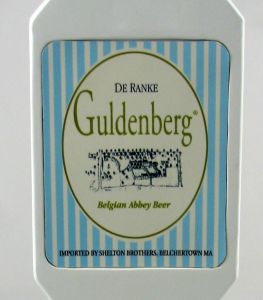 DE RANKE
Guldenberg®
Belgian Abbey Beer
IMPORTED BY SHELTON BROTHERS, BELCHERTOWN MA